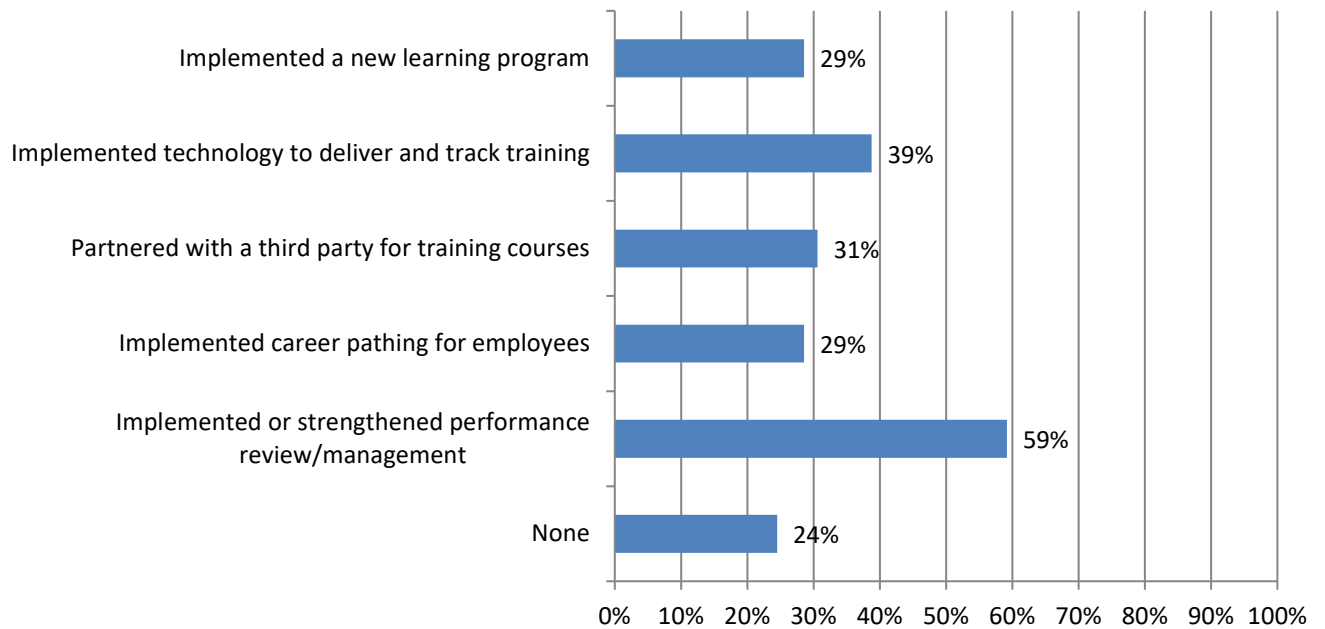 Implemented a new learning program
29%
Implemented technology to deliver and track training
39%
Partnered with a third party for training courses
31%
Implemented career pathing for employees
29%
Implemented or strengthened performance
review/management
59%
None
24%
0% 10% 20% 30% 40% 50% 60% 70% 80% 90% 100%